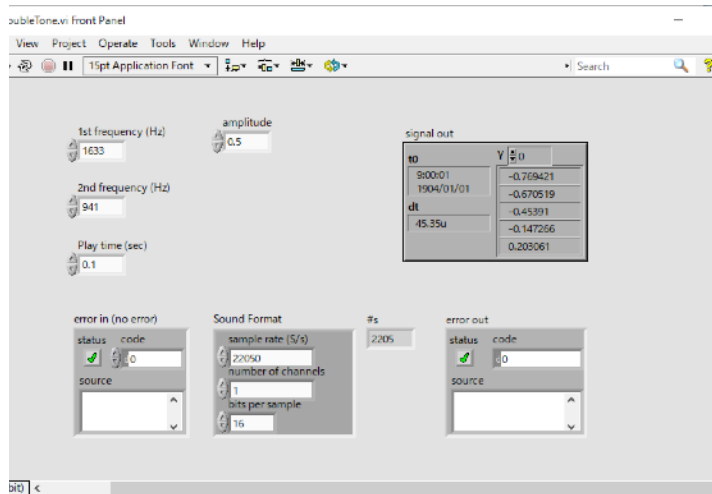 oubleTone.vi Front Panel
View Project Operate Tools Window Help
15pt Application Font
Search
1st frequency (Hz)
1633
amplitude
0.5
2nd frequency (Hz)
941
Play time (sec)
0.1
signal out
t0
9:00:01
1904/01/01
dt
45.35u
Y
0
-0.769421
-0.670519
-0.45391
-0.147266
0.203061
error in (no error)
status code
0
source
Sound Format
sample rate (S/s)
22050
number of channels
1
bits per sample
16
#s
2205
error out
status code
0
source
bit)